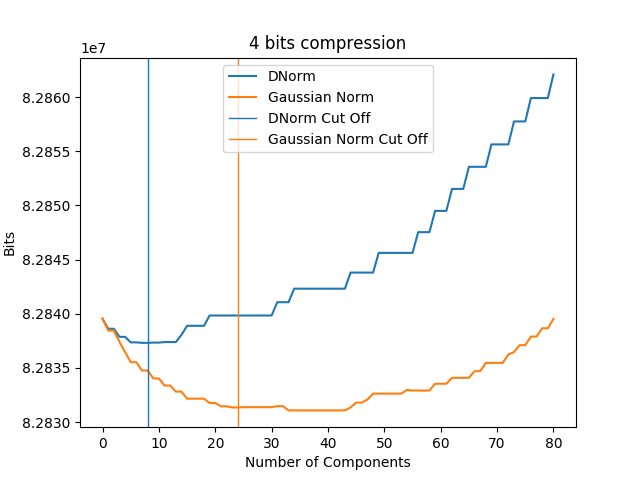 4 bits compression
1e7
DNorm
Gaussian Norm
DNorm Cut Off
Gaussian Norm Cut Off
8.2860
8.2855
8.2850
8.2845
8.2840
8.2835
8.2830
Bits
0 10 20 30 40 50 60 70 80
Number of Components